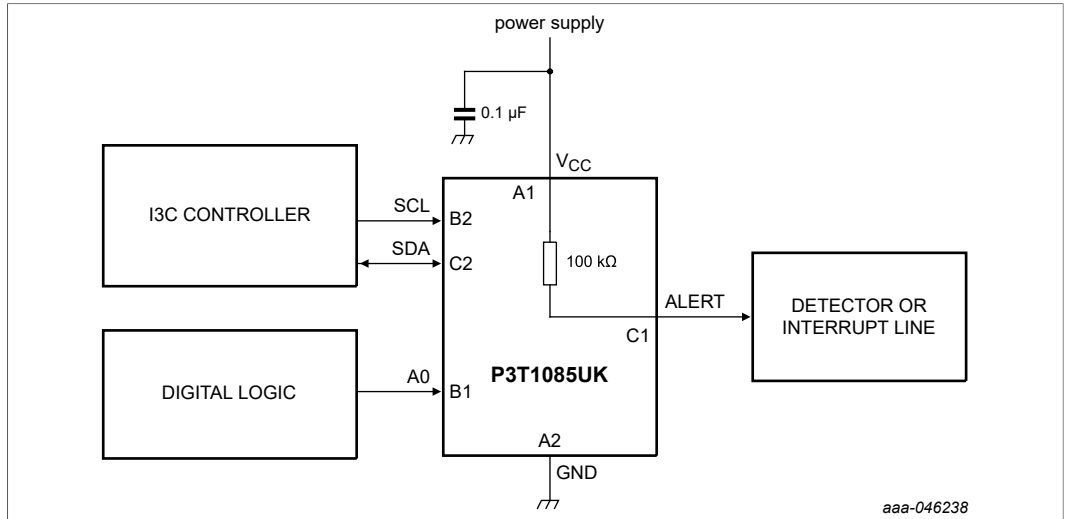 power supply
0.1 µF
VCC
A1
I3C CONTROLLER
SCL
B2
SDA
C2
100 kΩ
ALERT
C1
DETECTOR OR
INTERRUPT LINE
P3T1085UK
DIGITAL LOGIC
A0
B1
A2
GND
aaa-046238